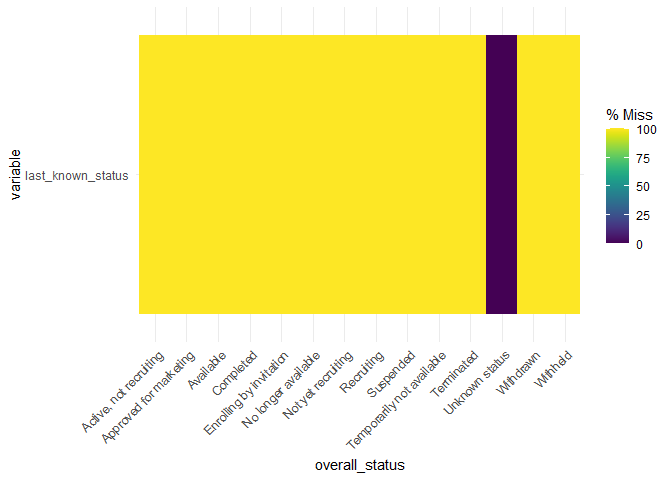 % Miss
100
75
50
25
0
variable
last_known_status
Active, not recruiting
Approved for marketing
Available
Completed
Enrolling by invitation
No longer available
Not yet recruiting
Recruiting
Suspended
Temporarily not available
Terminated
Unknown status
Withdrawn
Withheld
overall_status